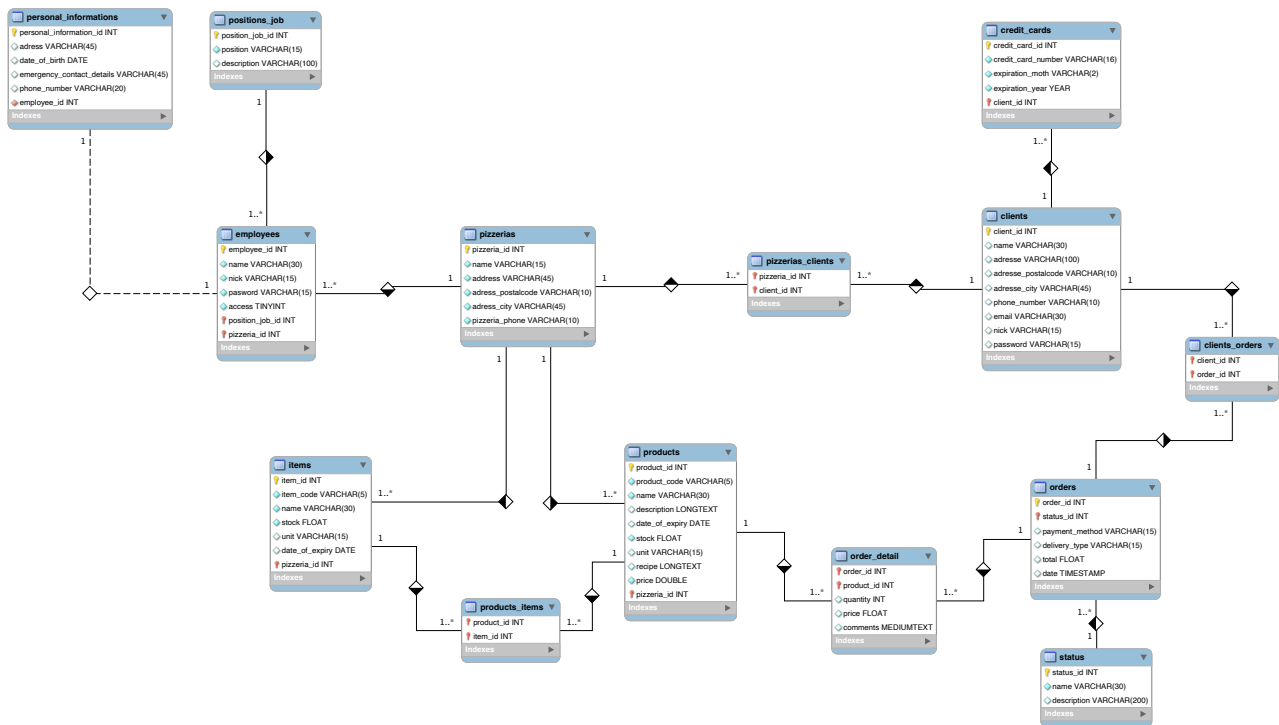 personal_informations
personal_information_id INT
adress VARCHAR(45)
date_of_birth DATE
emergency_contact_details VARCHAR(45)
phone_number VARCHAR(20)
employee_id INT
Indexes
1
positions_job
position_job_id INT
position VARCHAR(15)
description VARCHAR(100)
Indexes
1
1..*
credit_cards
credit_card_id INT
credit_card_number VARCHAR(16)
expiration_moth VARCHAR(2)
expiration_year YEAR
client_id INT
Indexes
1..*
1
employees
employee_id INT
name VARCHAR(30)
nick VARCHAR(15)
pasword VARCHAR(15)
access TINYINT
position_job_id INT
pizzeria_id INT
Indexes
1
1..*
1
pizzerias
pizzeria_id INT
name VARCHAR(15)
address VARCHAR(45)
adress_postalcode VARCHAR(10)
adress_city VARCHAR(45)
pizzeria_phone VARCHAR(10)
Indexes
1
1..*
1
1
pizzerias_clients
pizzeria_id INT
client_id INT
Indexes
1..*
1
clients
client_id INT
name VARCHAR(30)
adresse VARCHAR(100)
adresse_postalcode VARCHAR(10)
adresse_city VARCHAR(45)
phone_number VARCHAR(10)
email VARCHAR(30)
nick VARCHAR(15)
password VARCHAR(15)
Indexes
1
1..*
clients_orders
client_id INT
order_id INT
Indexes
1..*
1
items
item_id INT
item_code VARCHAR(5)
name VARCHAR(30)
stock FLOAT
unit VARCHAR(15)
date_of_expiry DATE
pizzeria_id INT
Indexes
1..*
1
1..*
products_items
product_id INT
item_id INT
Indexes
1..*
1
1..*
products
product_id INT
product_code VARCHAR(5)
name VARCHAR(30)
description LONGTEXT
date_of_expiry DATE
stock FLOAT
unit VARCHAR(15)
recipe LONGTEXT
price DOUBLE
pizzeria_id INT
Indexes
1
1..*
order_detail
order_id INT
product_id INT
quantity INT
price FLOAT
comments MEDIUMTEXT
Indexes
1..*
1
orders
order_id INT
status_id INT
payment_method VARCHAR(15)
delivery_type VARCHAR(15)
total FLOAT
date TIMESTAMP
Indexes
1..*
1
status
status_id INT
name VARCHAR(30)
description VARCHAR(200)
Indexes